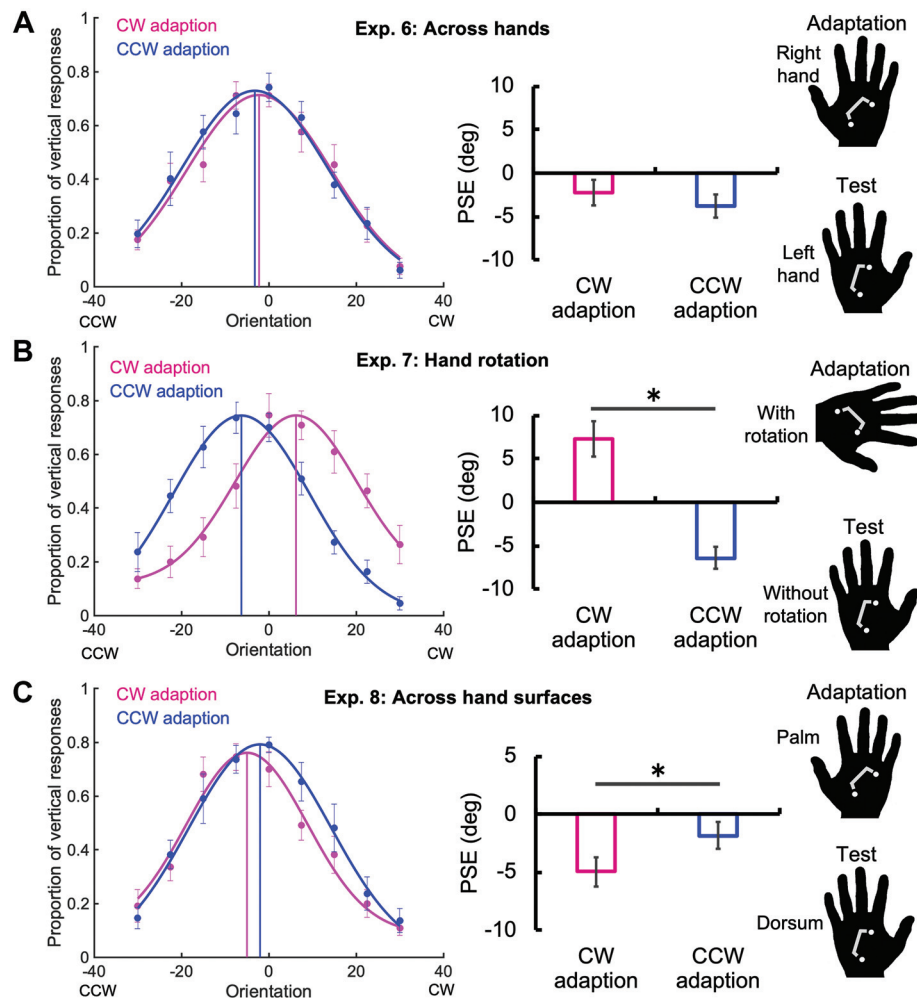 A
CW adaption
CCW adaption
Exp. 6: Across hands
Proportion of vertical responses
1
0.8
0.6
0.4
0.2
0
-40
-20
0
20
40
CCW
Orientation
CW
PSE (deg)
10
5
0
-5
-10
CW
adaption
CCW
adaption
Adaptation
Right
hand
Test
Left
hand
B
CW adaption
CCW adaption
Exp. 7: Hand rotation
Proportion of vertical responses
1
0.8
0.6
0.4
0.2
0
-40
-20
0
20
40
CCW
Orientation
CW
PSE (deg)
10
5
0
-5
-10
*
CW
adaption
CCW
adaption
Adaptation
With
rotation
Test
Without
rotation
C
CW adaption
CCW adaption
Exp. 8: Across hand surfaces
Proportion of vertical responses
1
0.8
0.6
0.4
0.2
0
-40
-20
0
20
40
CCW
Orientation
CW
PSE (deg)
5
0
-5
-10
*
CW
adaption
CCW
adaption
Adaptation
Palm
Test
Dorsum